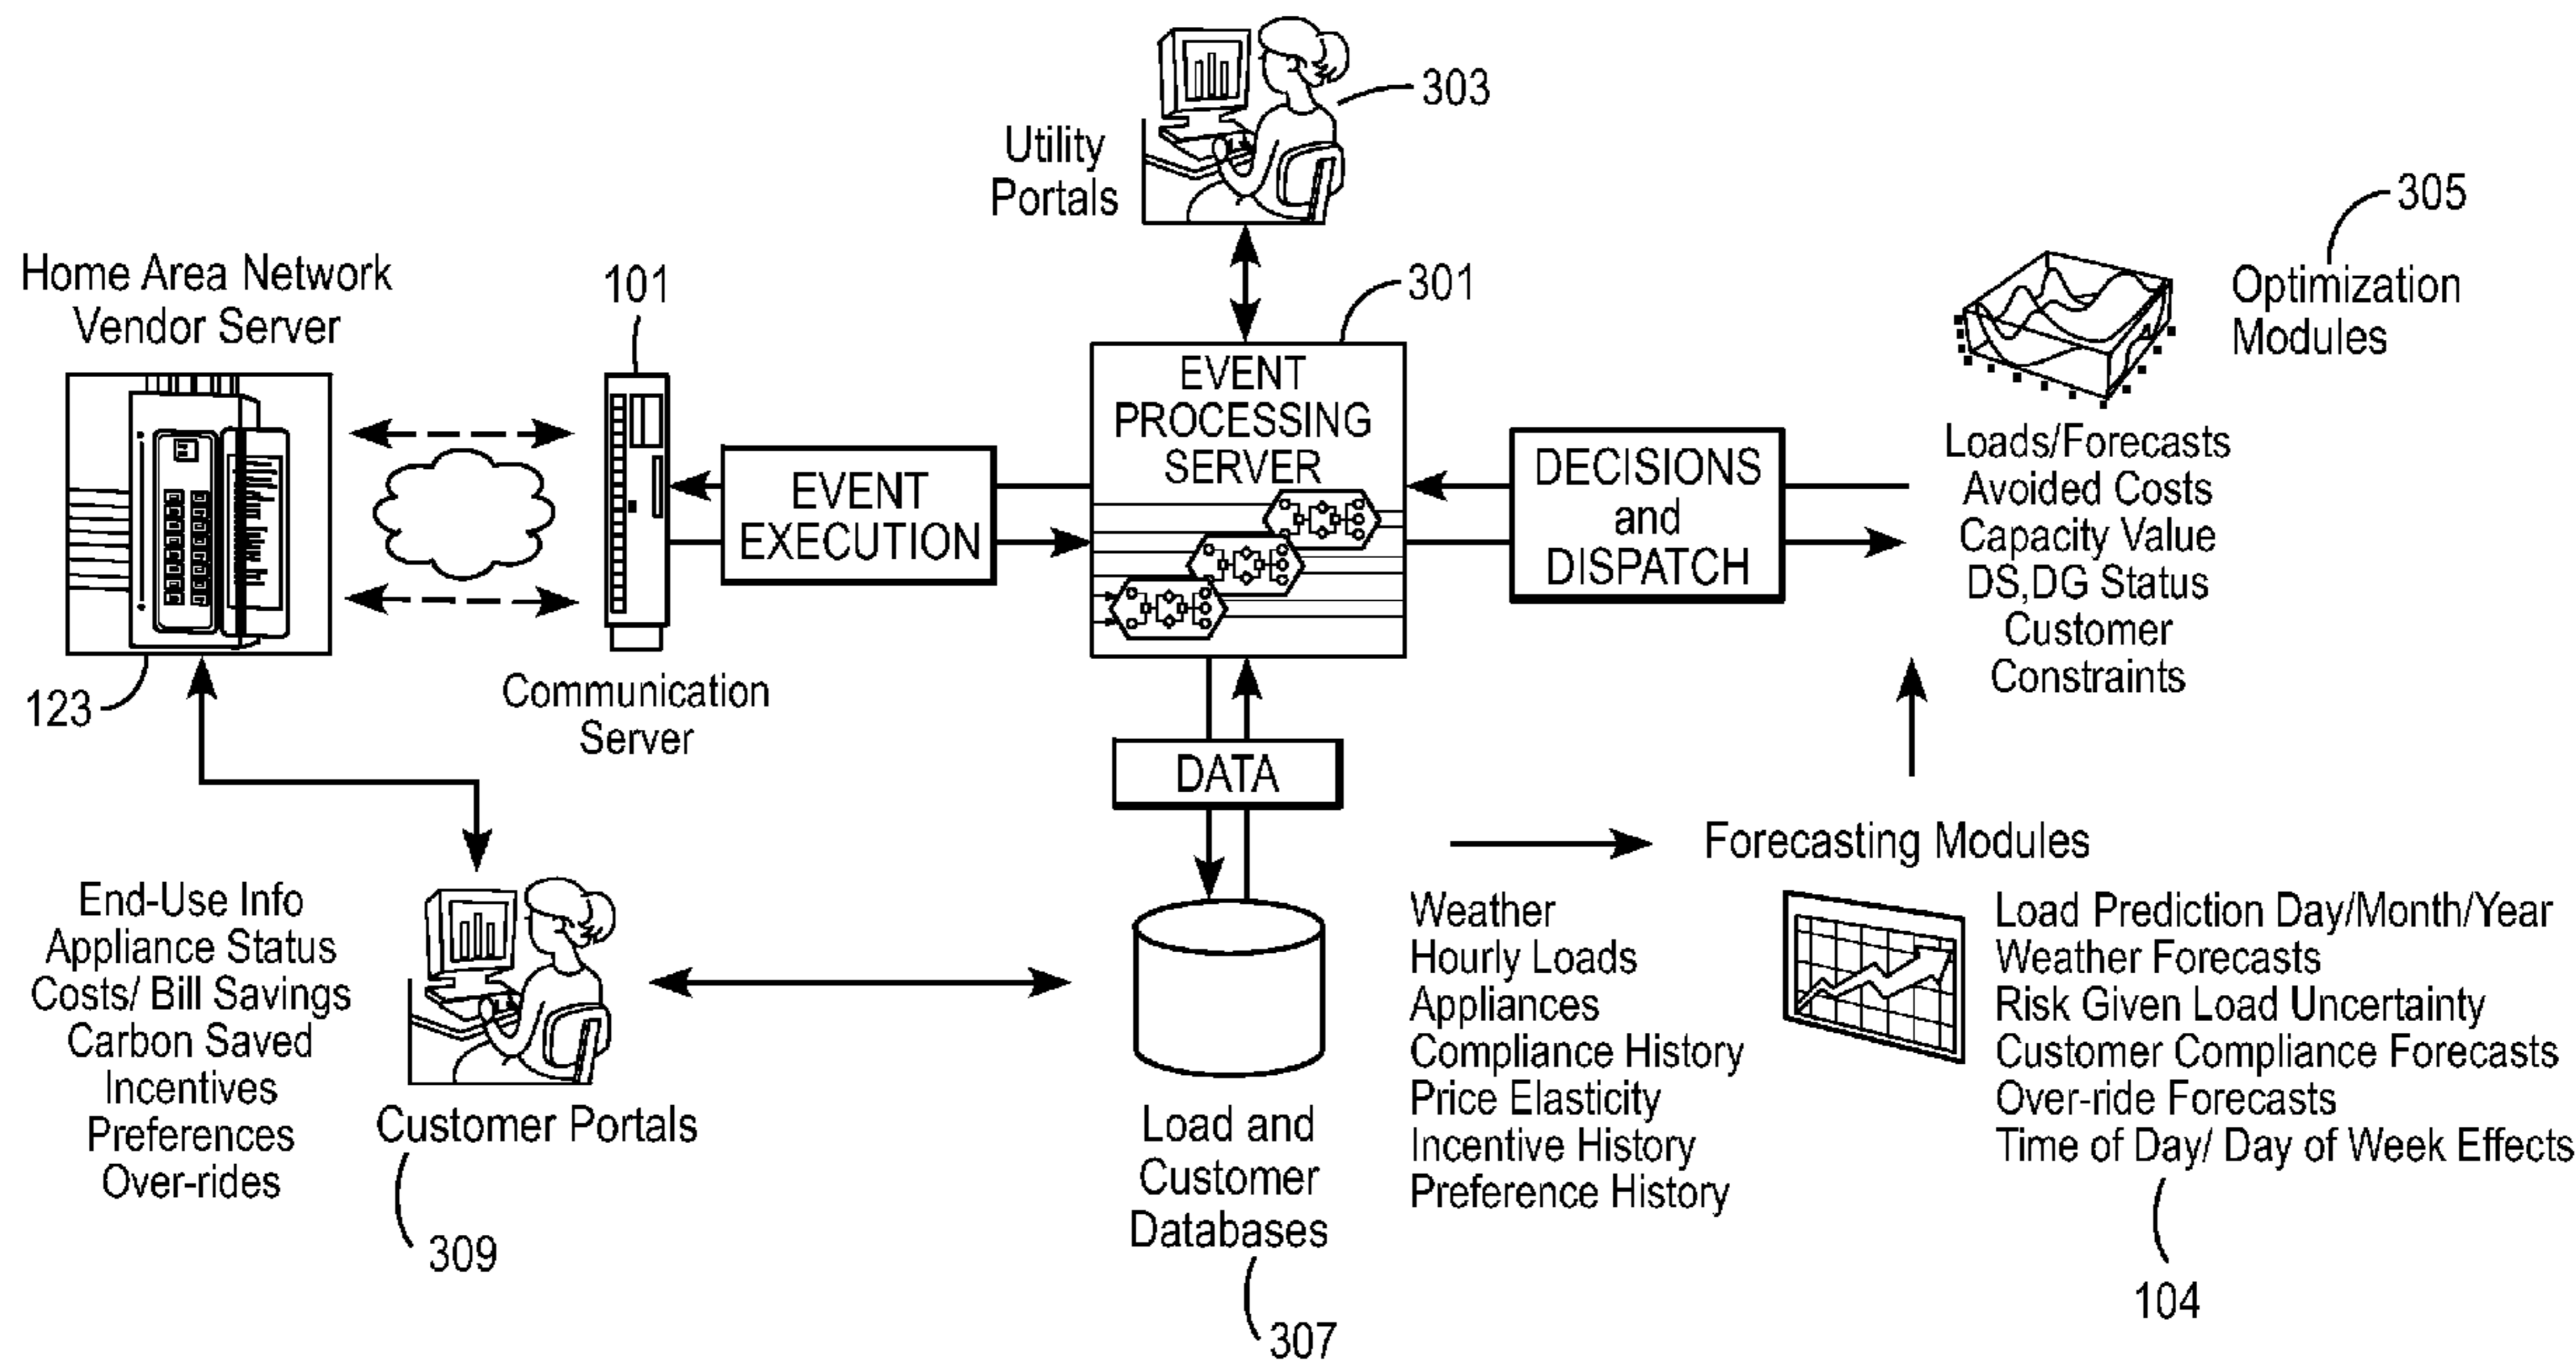 303
Utility
Portals
305
Optimization
Modules
Home Area Network
Vendor Server
101
301
EVENT
PROCESSING
SERVER
EVENT
EXECUTION
DECISIONS
and
DISPATCH
Loads/Forecasts
Avoided Costs
Capacity Value
DS,DG Status
Customer
Constraints
123
Communication
Server
DATA
Forecasting Modules
End-Use Info
Appliance Status
Costs/ Bill Savings
Carbon Saved
Incentives
Preferences
Over-rides
Customer Portals
309
Load and
Customer
Databases
307
Weather
Hourly Loads
Appliances
Compliance History
Price Elasticity
Incentive History
Preference History
Load Prediction Day/Month/Year
Weather Forecasts
Risk Given Load Uncertainty
Customer Compliance Forecasts
Over-ride Forecasts
Time of Day/ Day of Week Effects
104